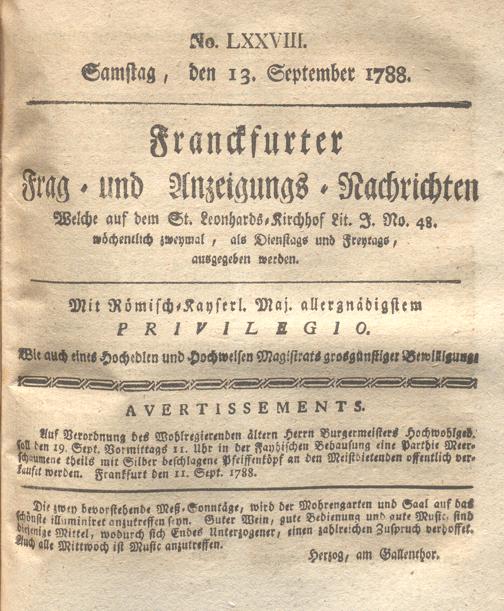 No. LXXVIII.
Samstag, den 13. September 1788.
Franckfurter
Frag- und Anzeigungs-Nachrichten
Welche auf dem St. Leonhards-Kirchhof Lit. J. No. 48.
wöchentlich zweymal, als Dienstags und Freytags,
ausgegeben werden.
Mit Römisch-Kayserl. Maj. allergnädigstem
PRIVILEGIO.
Wie auch eines Hochedlen und Hochweisen Magistrats grosgünstiger Bewilligung:
AVERTISSEMENTS.
Auf Verordnung des Wohlregierenden ältern Herrn Burgermeisters Hochwohlgeb.
soll den 19. Sept. Vormittags 11. Uhr in der Fayhischen Behausung eine Parthie Meer-
schaumene theils mit Silber beschlagene Pfeiffenköpf an den Meistbietenden offentlich ver-
kauft werden. Franckfurt den 11. Sept. 1788.
Die zwey bevorstehende Meß-Sonntäge, wird der Mohrengarten und Saal auf das
schönste illuminiret anzutreffen seyn. Guter Wein, gute Bedienung und gute Music, sind
diejenige Mittel, wodurch sich Endes Unterzogener, einen zahlreichen Zuspruch verhoffet.
Auch alle Mittwoch ist Music anzutreffen.
Herzog, am Gallenthor.